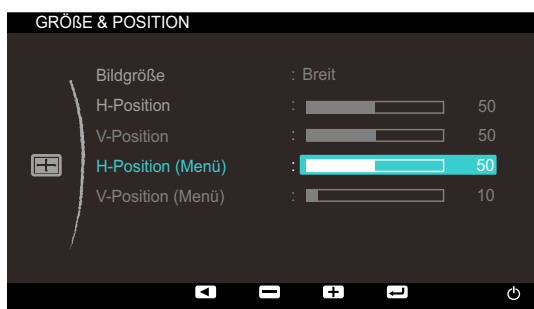 GRÖßE & POSITION
Bildgröße : Breit
H-Position : 50
V-Position : 50
H-Position (Menü) : 50
V-Position (Menü) : 10